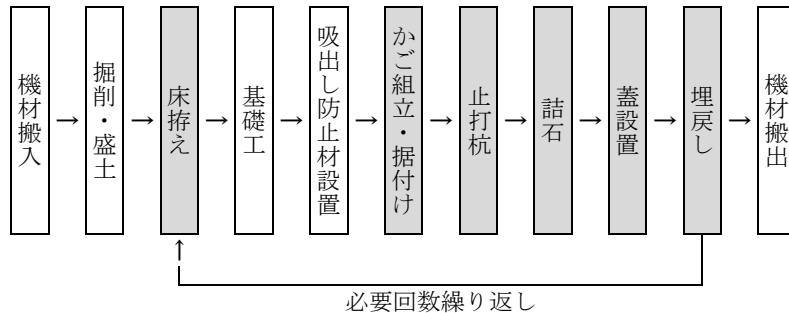 機材搬入
掘削・盛土
床拵え
基礎工
吸出し防止材設置
かご組立・据付け
止打杭
詰石
蓋設置
埋戻し
機材搬出
必要回数繰り返し